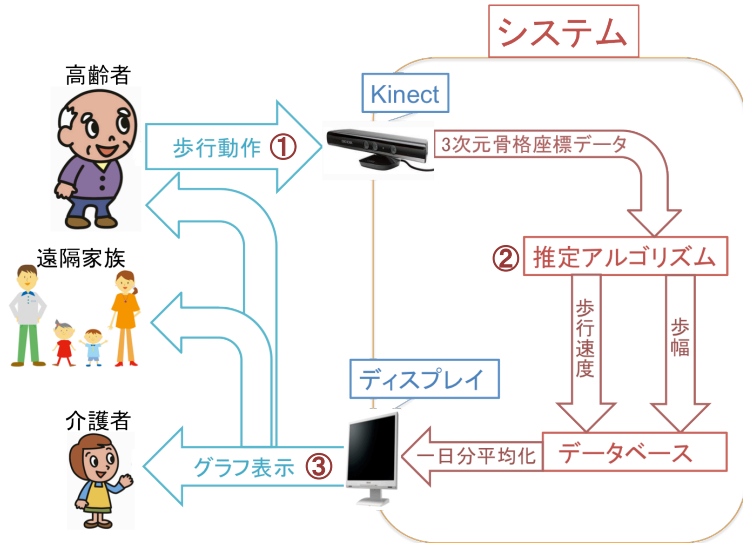 システム
高齢者
Kinect
歩行動作 ①
3次元骨格座標データ
遠隔家族
② 推定アルゴリズム
歩行速度
歩幅
ディスプレイ
介護者
グラフ表示 ③
一日分平均化
データベース